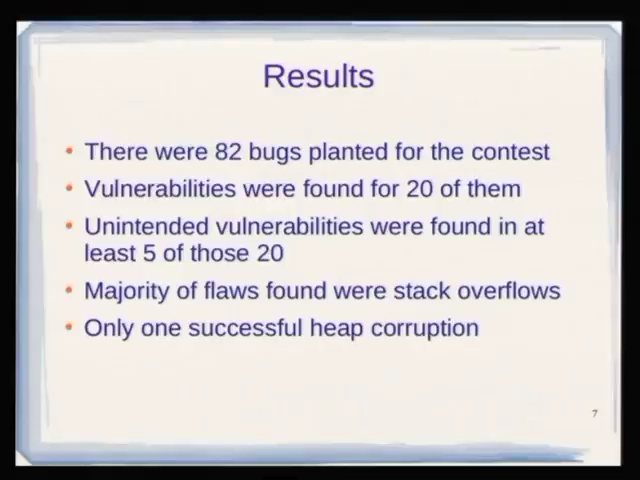 Results
• There were 82 bugs planted for the contest
• Vulnerabilities were found for 20 of them
• Unintended vulnerabilities were found in at
least 5 of those 20
• Majority of flaws found were stack overflows
• Only one successful heap corruption
7